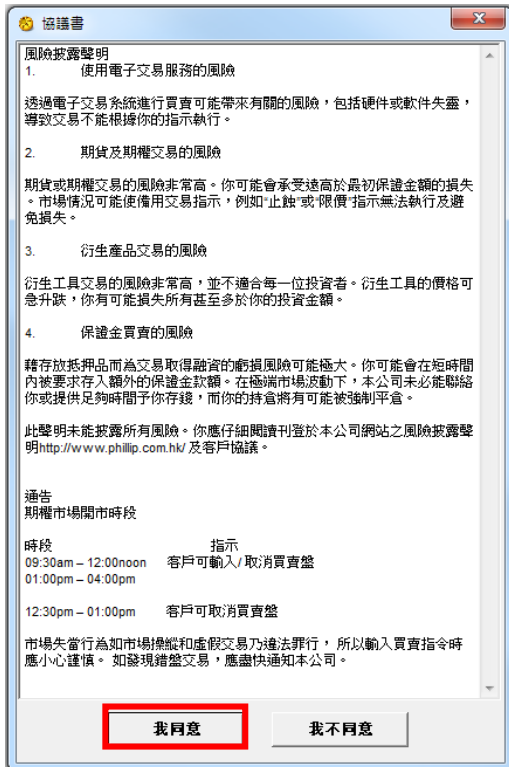 協議書
風險披露聲明
1. 使用電子交易服務的風險
透過電子交易系統進行買賣可能帶來有關的風險，包括硬件或軟件失靈，
導致交易不能根據你的指示執行。
2. 期貨及期權交易的風險
期貨或期權交易的風險非常高。你可能會承受遠高於最初保證金額的損失
。市場情況可能使備用交易指示，例如“止蝕”或“限價”指示無法執行及避
免損失。
3. 衍生產品交易的風險
衍生工具交易的風險非常高，並不適合每一位投資者。衍生工具的價格可
急升跌，你有可能損失所有甚至多於你的投資金額。
4. 保證金買賣的風險
藉存放抵押品而為交易取得融資的虧損風險可能極大。你可能會在短時間
內被要求存入額外的保證金款額。在極端市場波動下，本公司未必能聯絡
你或提供足夠時間予你存錢，而你的持倉將有可能被強制平倉。
此聲明未能披露所有風險。你應仔細閱讀刊登於本公司網站之風險披露聲
明http://www.phillip.com.hk/ 及客戶協議。
通告
期權市場開市時段
時段 指示
09:30am – 12:00noon 客戶可輸入/ 取消買賣盤
01:00pm – 04:00pm
12:30pm – 01:00pm 客戶可取消買賣盤
市場失當行為如市場操縱和虛假交易乃違法罪行， 所以輸入買賣指令時
應小心謹慎。 如發現錯盤交易，應盡快通知本公司。
我同意 我不同意